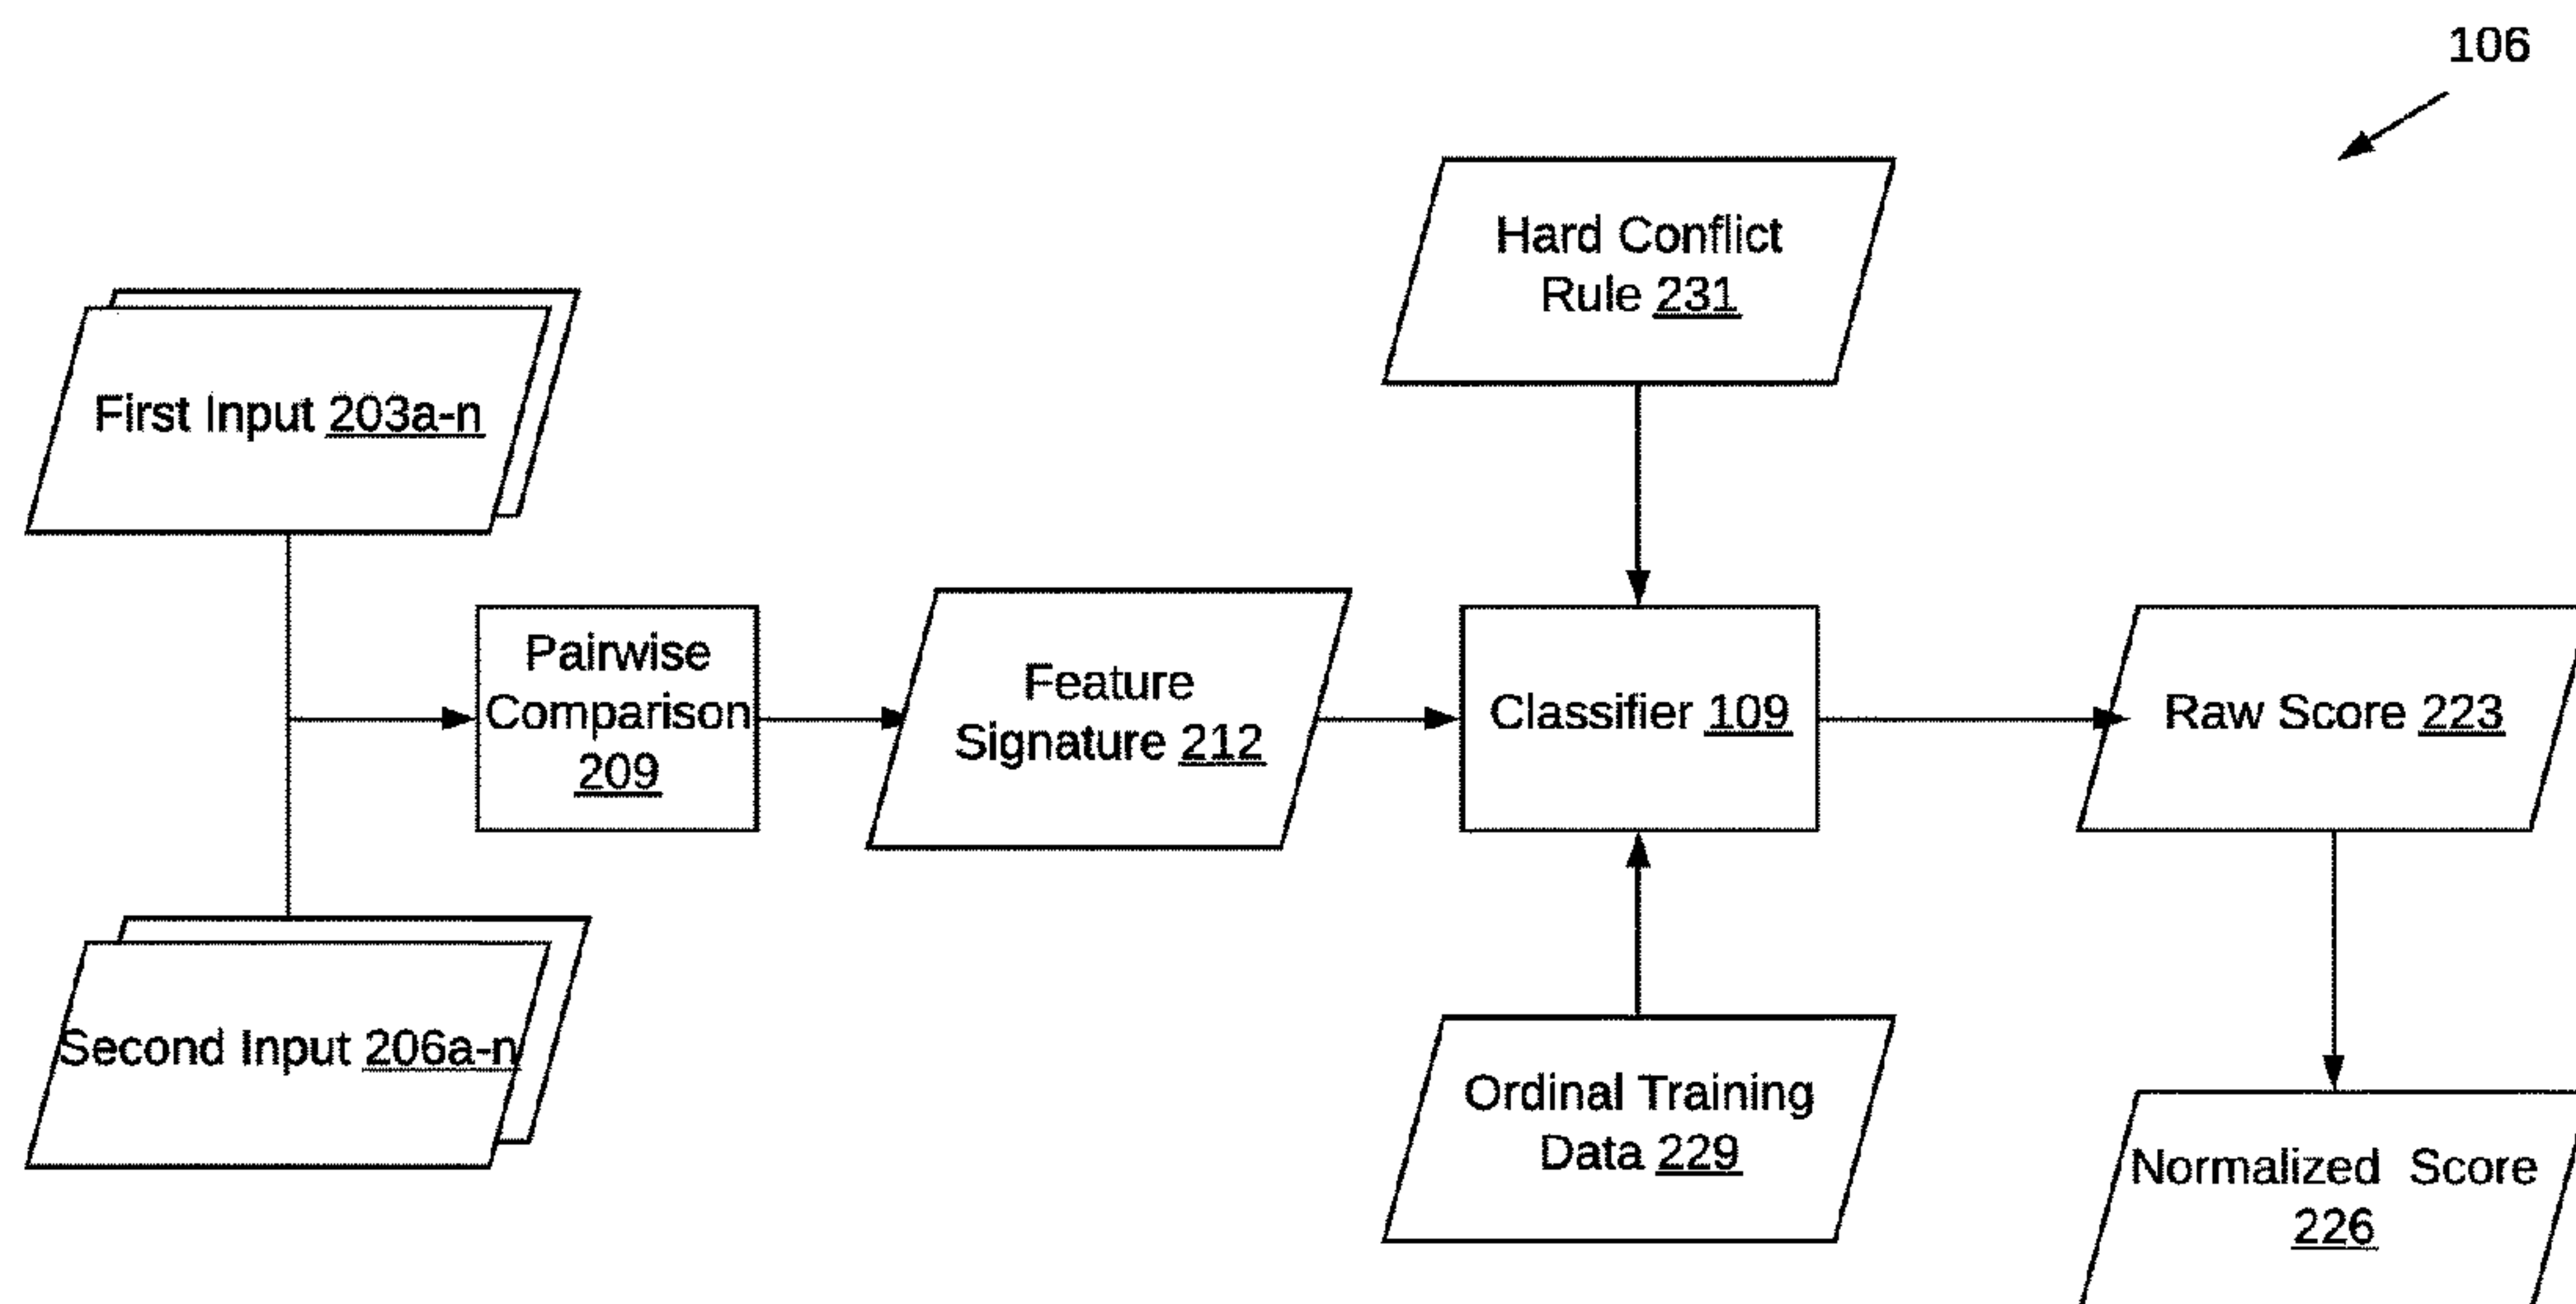 106
Hard Conflict
Rule 231
First Input 203a-n
Pairwise
Comparison
209
Feature
Signature 212
Classifier 109
Raw Score 223
Second Input 206a-n
Ordinal Training
Data 229
Normalized Score
226